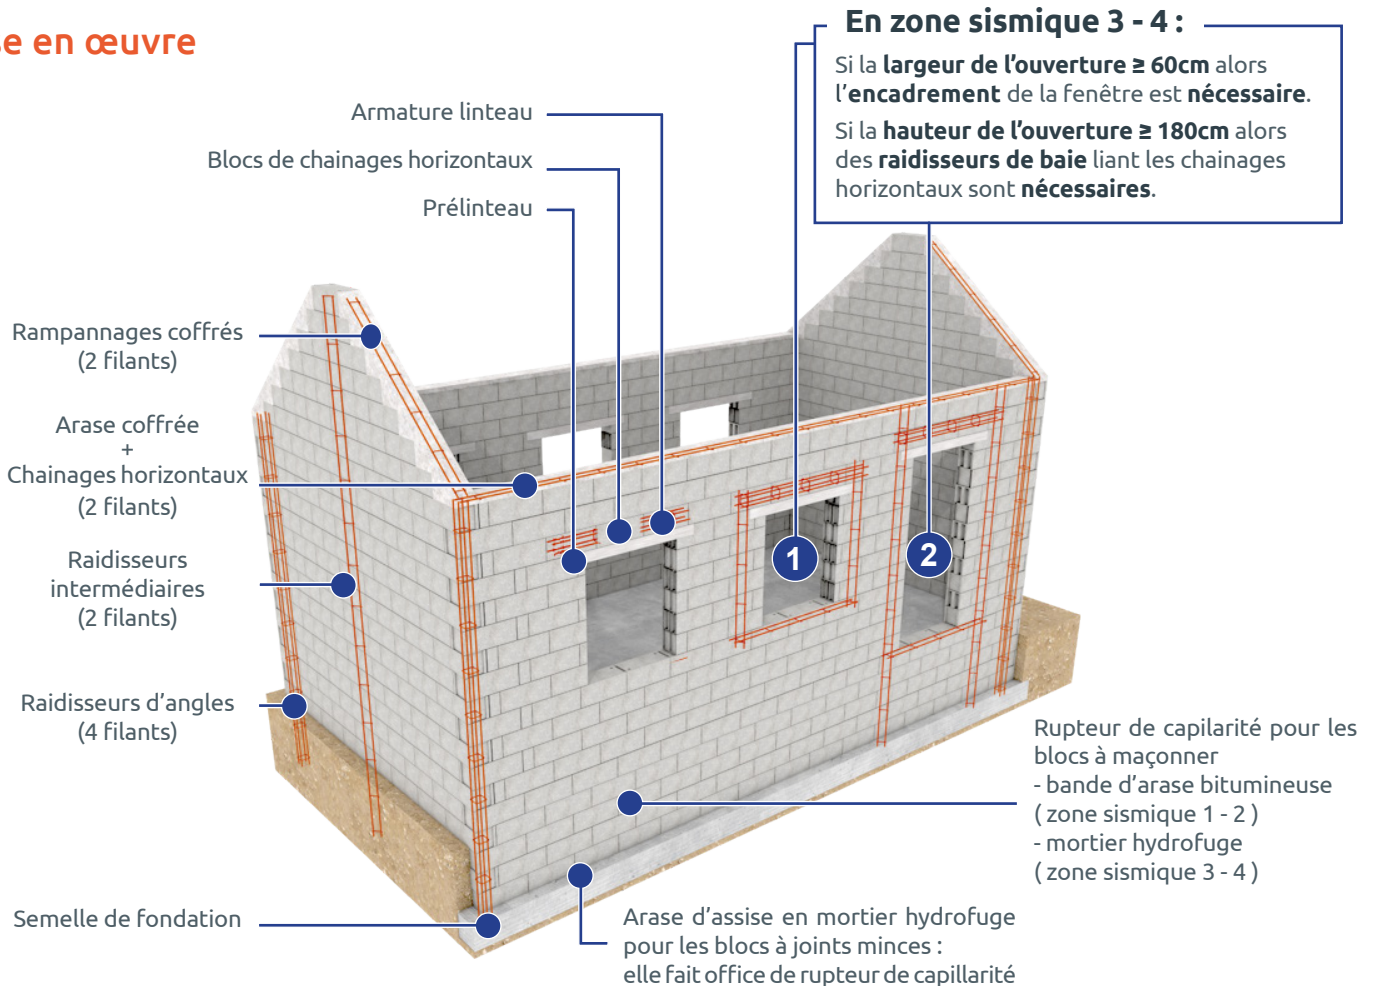 e en œuvre
En zone sismique 3 - 4 :
Si la largeur de l'ouverture ≥ 60cm alors
l'encadrement de la fenêtre est nécessaire.
Si la hauteur de l'ouverture ≥ 180cm alors
des raidisseurs de baie liant les chainages
horizontaux sont nécessaires.
Armature linteau
Blocs de chainages horizontaux
Prélinteau
Rampannages coffrés
(2 filants)
Arase coffrée
+
Chainages horizontaux
(2 filants)
Raidisseurs
intermédiaires
(2 filants)
Raidisseurs d'angles
(4 filants)
Semelle de fondation
1
2
Rupteur de capilarité pour les
blocs à maçonner
- bande d'arase bitumineuse
( zone sismique 1 - 2 )
- mortier hydrofuge
( zone sismique 3 - 4 )
Arase d'assise en mortier hydrofuge
pour les blocs à joints minces :
elle fait office de rupteur de capillarité